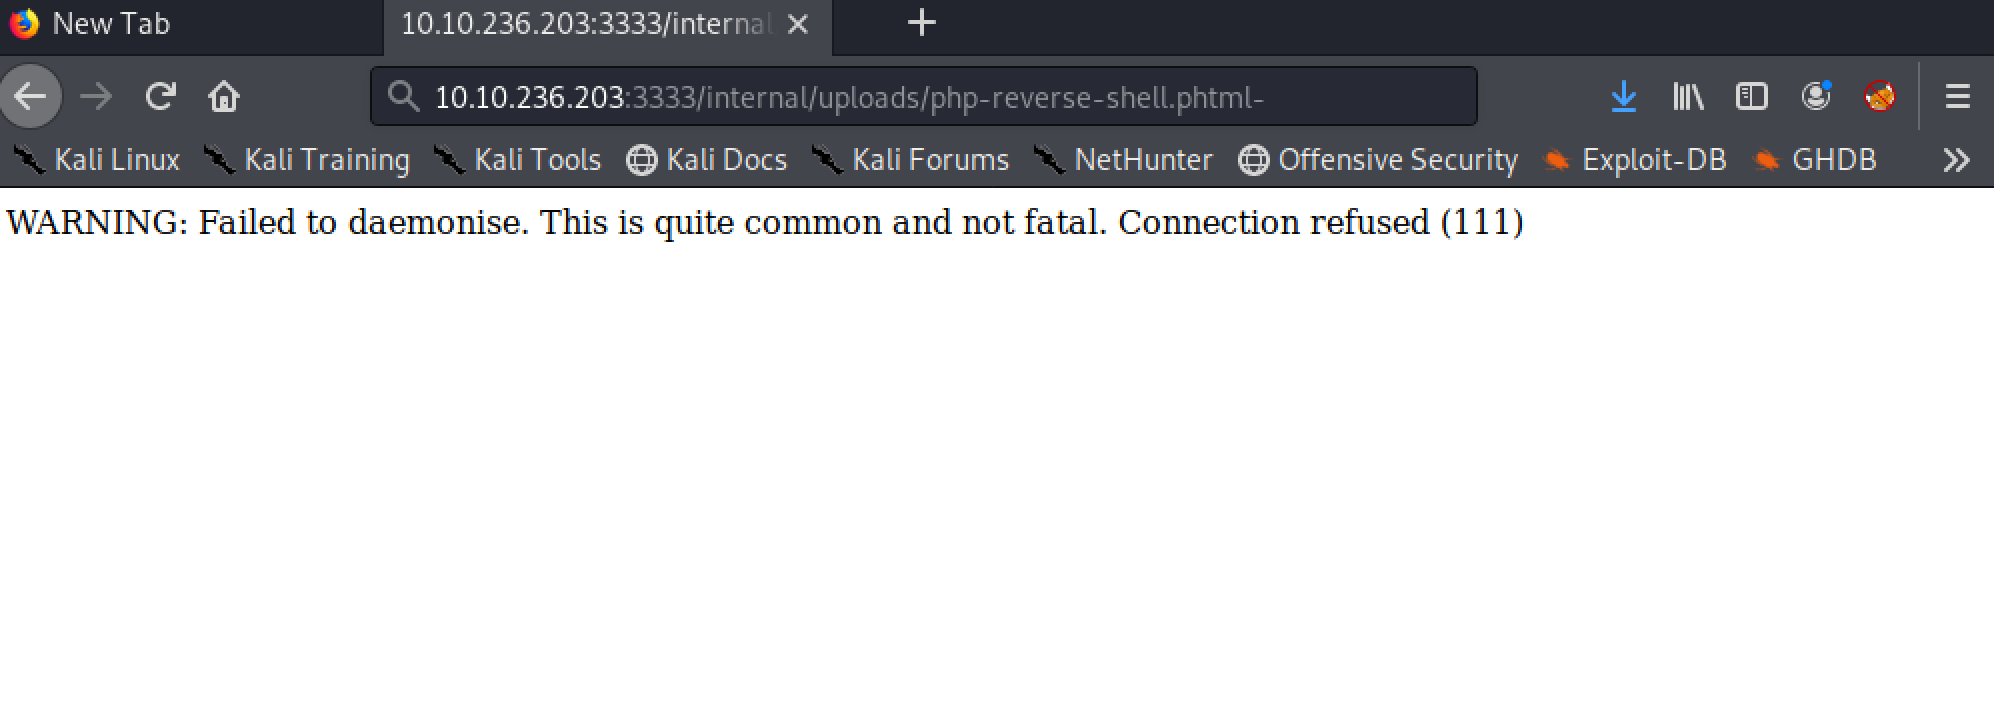 New Tab
10.10.236.203:3333/internal
10.10.236.203:3333/internal/uploads/php-reverse-shell.phtml-
Kali Linux Kali Training Kali Tools Kali Docs Kali Forums NetHunter Offensive Security Exploit-DB GHDB
WARNING: Failed to daemonise. This is quite common and not fatal. Connection refused (111)